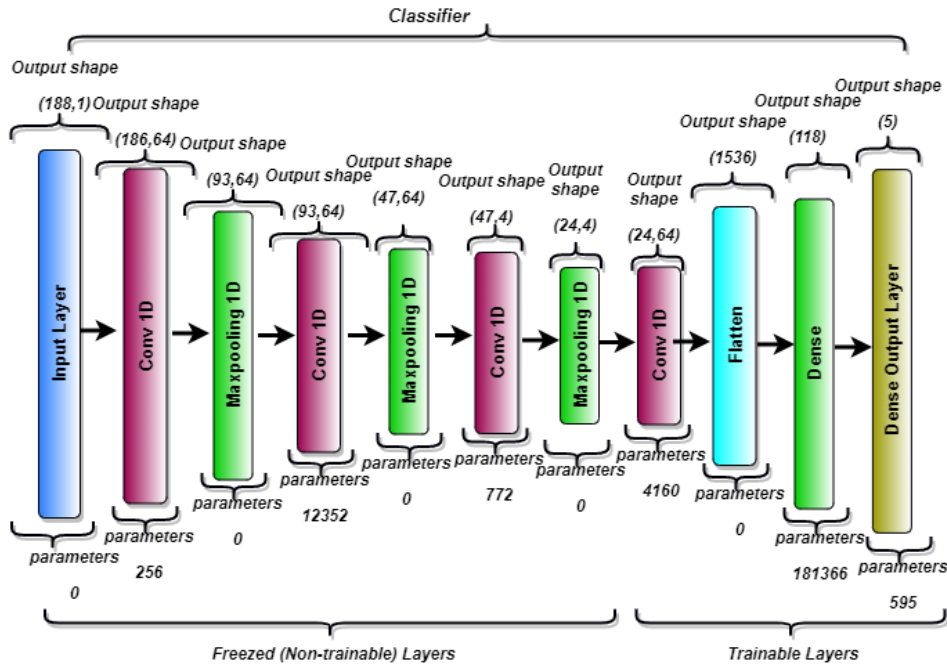 Classifier
Output shape
(188,1)
Input Layer
parameters
0
Output shape
(186,64)
Conv 1D
parameters
256
Output shape
(93,64)
Maxpooling 1D
parameters
0
Output shape
(93,64)
Conv 1D
parameters
12352
Output shape
(47,64)
Maxpooling 1D
parameters
0
Output shape
(47,4)
Conv 1D
parameters
772
Output
shape
(24,4)
Maxpooling 1D
parameters
0
Output
shape
(24,64)
Conv 1D
parameters
4160
Output shape
(1536)
Flatten
parameters
0
Output shape
(118)
Dense
parameters
181366
Output shape
(5)
Dense Output Layer
parameters
595
Freezed (Non-trainable) Layers
Trainable Layers